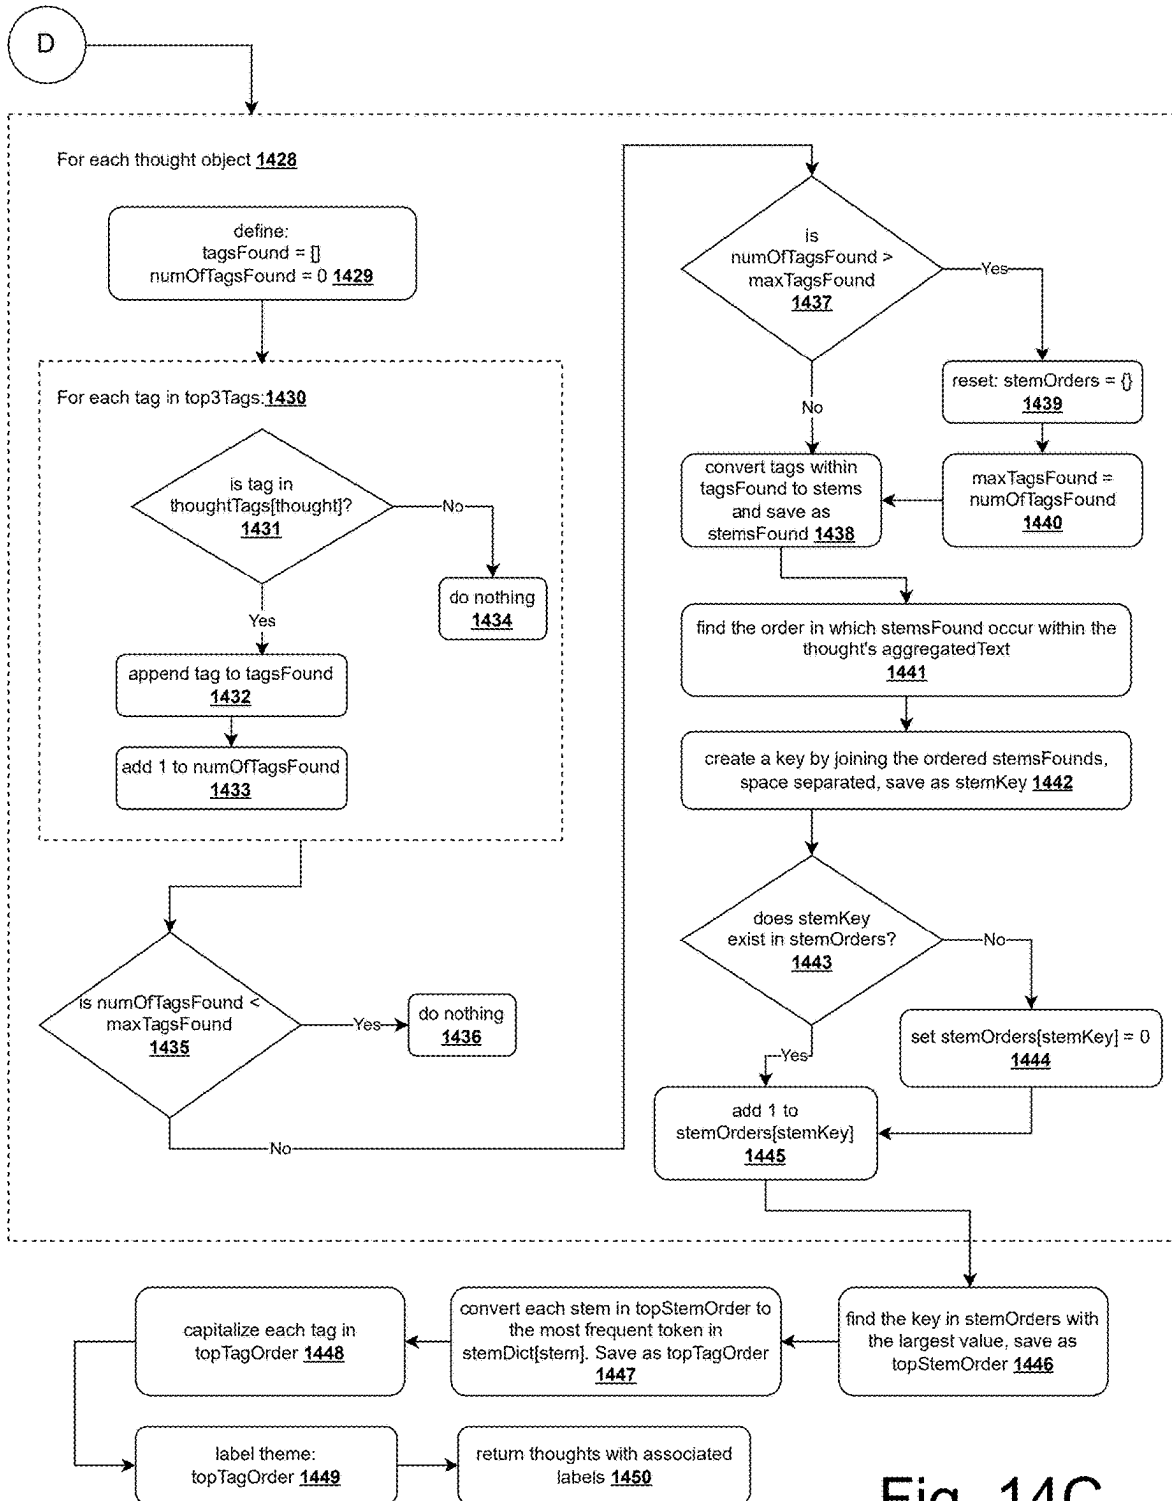 D
For each thought object 1428
define:
tagsFound = []
numOfTagsFound = 0 1429
For each tag in top3Tags:1430
is tag in
thoughtTags[thought]?
1431
No
do nothing
1434
Yes
append tag to tagsFound
1432
add 1 to numOfTagsFound
1433
is numOfTagsFound <
maxTagsFound
1435
Yes
do nothing
1436
No
is
numOfTagsFound >
maxTagsFound
1437
Yes
reset: stemOrders = {}
1439
No
maxTagsFound =
numOfTagsFound
1440
convert tags within
tagsFound to stems
and save as
stemsFound 1438
find the order in which stemsFound occur within the
thought's aggregatedText
1441
create a key by joining the ordered stemsFounds,
space separated, save as stemKey 1442
does stemKey
exist in stemOrders?
1443
No
set stemOrders[stemKey] = 0
1444
Yes
add 1 to
stemOrders[stemKey]
1445
find the key in stemOrders with
the largest value, save as
topStemOrder 1446
convert each stem in topStemOrder to
the most frequent token in
stemDict[stem]. Save as topTagOrder
1447
capitalize each tag in
topTagOrder 1448
label theme:
topTagOrder 1449
return thoughts with associated
labels 1450
Fig. 14C